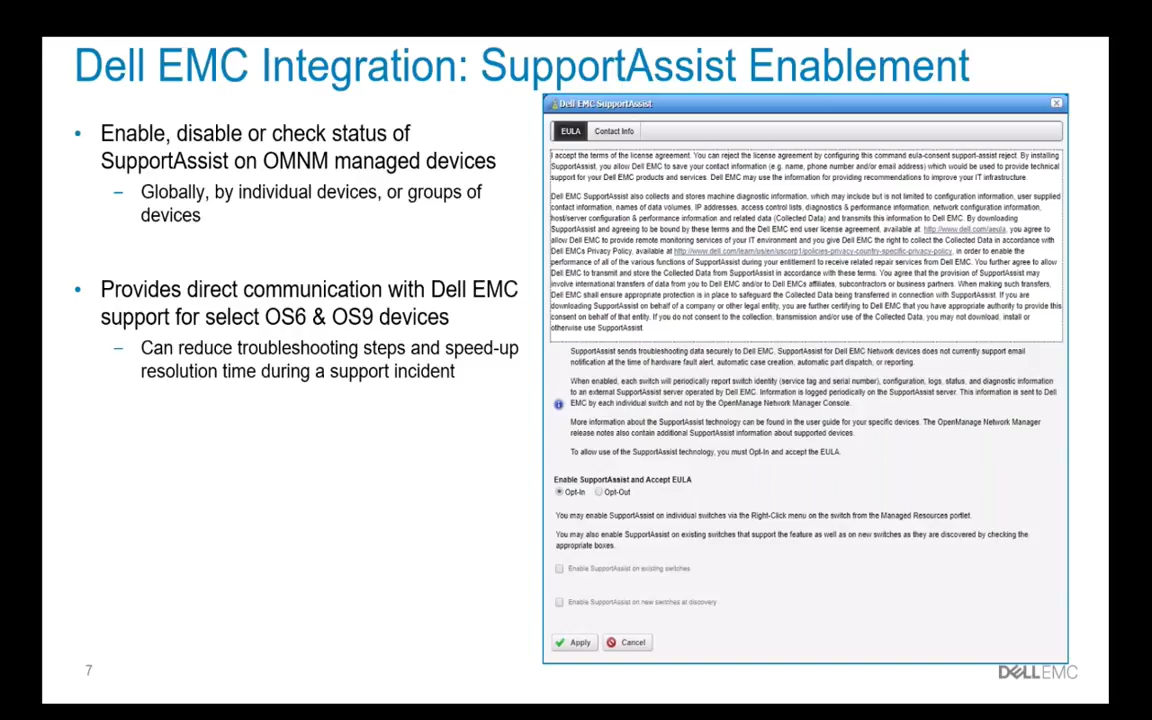 Dell EMC Integration: SupportAssist Enablement
• Enable, disable or check status of
SupportAssist on OMNM managed devices
– Globally, by individual devices, or groups of
devices
• Provides direct communication with Dell EMC
support for select OS6 & OS9 devices
– Can reduce troubleshooting steps and speed-up
resolution time during a support incident
Dell EMC SupportAssist
EULA Contact Info
I accept the terms of the license agreement. You can reject the license agreement by configuring this command eula-consent support-assist reject. By installing
SupportAssist, you allow Dell EMC to save your contact information (e.g. name, phone number and/or email address) which would be used to provide technical
support for your Dell EMC products and services. Dell EMC may use the information for providing recommendations to improve your IT infrastructure.
Dell EMC SupportAssist also collects and stores machine diagnostic information, which may include but is not limited to configuration information, user supplied
contact information, names of data volumes, IP addresses, access control lists, diagnostics & performance information, network configuration information,
host/server configuration & performance information and related data (Collected Data) and transmits this information to Dell EMC. By downloading
SupportAssist and agreeing to be bound by these terms and the Dell EMC end user license agreement, available at http://www.dell.com/aeula, you agree to
allow Dell EMC to provide remote monitoring services of your IT environment and you give Dell EMC the right to collect the Collected Data in accordance with
Dell EMCs Privacy Policy, available at http://www.dell.com/learn/us/en/uscorp1/policies-privacy-country-specific-privacy-policy, in order to enable the
performance of all of the various functions of SupportAssist during your entitlement to receive related repair services from Dell EMC. You further agree to allow
Dell EMC to transmit and store the Collected Data from SupportAssist in accordance with these terms. You agree that the provision of SupportAssist may
involve international transfers of data from you to Dell EMC and/or to Dell EMCs affiliates, subcontractors or business partners. When making such transfers,
Dell EMC shall ensure appropriate protection is in place to safeguard the Collected Data being transferred in connection with SupportAssist. If you are
downloading SupportAssist on behalf of a company or other legal entity, you are further certifying to Dell EMC that you have appropriate authority to provide this
consent on behalf of that entity. If you do not consent to the collection, transmission and/or use of the Collected Data, you may not download, install or
otherwise use SupportAssist.
SupportAssist sends troubleshooting data securely to Dell EMC. SupportAssist for Dell EMC Network devices does not currently support email
notification at the time of hardware fault alert, automatic case creation, automatic part dispatch, or reporting.
When enabled, each switch will periodically report switch identity (service tag and serial number), configuration, logs, status, and diagnostic information
to an external SupportAssist server operated by Dell EMC. Information is logged periodically on the SupportAssist server. This information is sent to Dell
EMC by each individual switch and not by the OpenManage Network Manager Console.
More information about the SupportAssist technology can be found in the user guide for your specific devices. The OpenManage Network Manager
release notes also contain additional SupportAssist information about supported devices.
To allow use of the SupportAssist technology, you must Opt-In and accept the EULA.
Enable SupportAssist and Accept EULA
Opt-In Opt-Out
You may enable SupportAssist on individual switches via the Right-Click menu on the switch from the Managed Resources portlet.
You may also enable SupportAssist on existing switches that support the feature as well as on new switches as they are discovered by checking the
appropriate boxes.
Enable SupportAssist on existing switches
Enable SupportAssist on new switches at discovery
Apply Cancel
7
DELLEMC